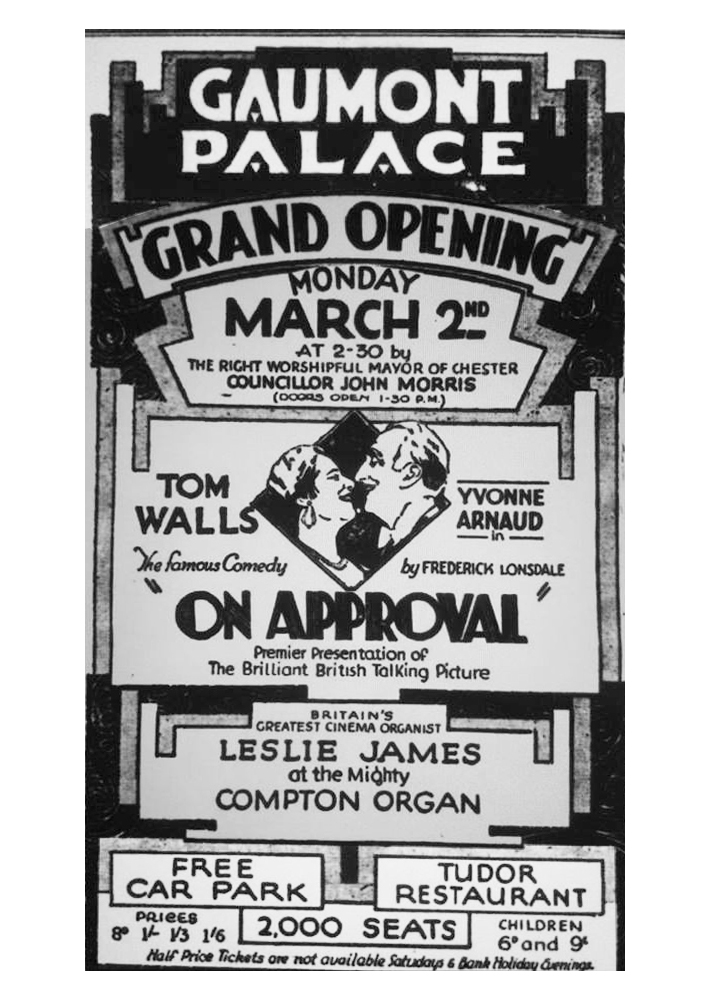 GAUMONT
PALACE
GRAND OPENING
MONDAY
MARCH 2ND
AT 2-30 by
THE RIGHT WORSHIPFUL MAYOR OF CHESTER
COUNCILLOR JOHN MORRIS
(DOORS OPEN 1-30 P.M.)
TOM
WALLS
YVONNE
ARNAUD
in
The famous Comedy
by FREDERICK LONSDALE
"ON APPROVAL"
Premier Presentation of
The Brilliant British Talking Picture
BRITAIN'S
GREATEST CINEMA ORGANIST
LESLIE JAMES
at the Mighty
COMPTON ORGAN
FREE
CAR PARK
TUDOR
RESTAURANT
PRICES
8ᴰ 1/- 1/3 1/6
2,000 SEATS
CHILDREN
6ᴰ and 9ᴰ
Half Price Tickets are not available Saturdays & Bank Holiday Evenings.